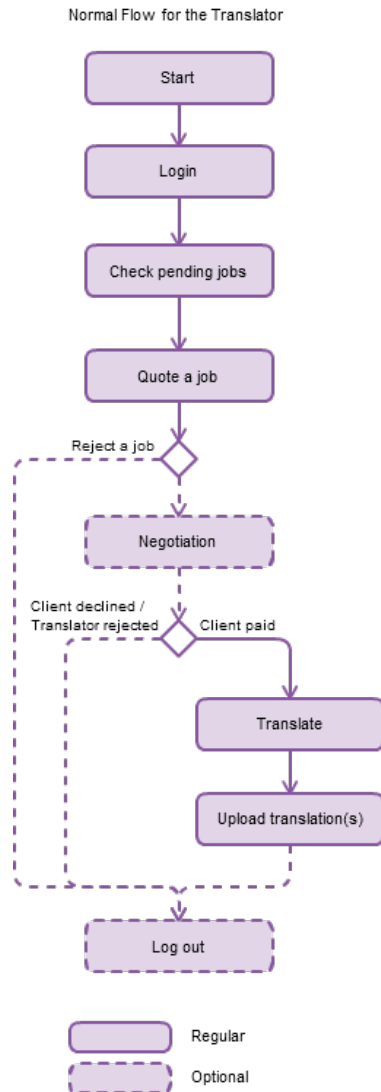 Normal Flow for the Translator
Start
Login
Check pending jobs
Quote a job
Reject a job
Negotiation
Client declined /
Translator rejected
Client paid
Translate
Upload translation(s)
Log out
Regular
Optional